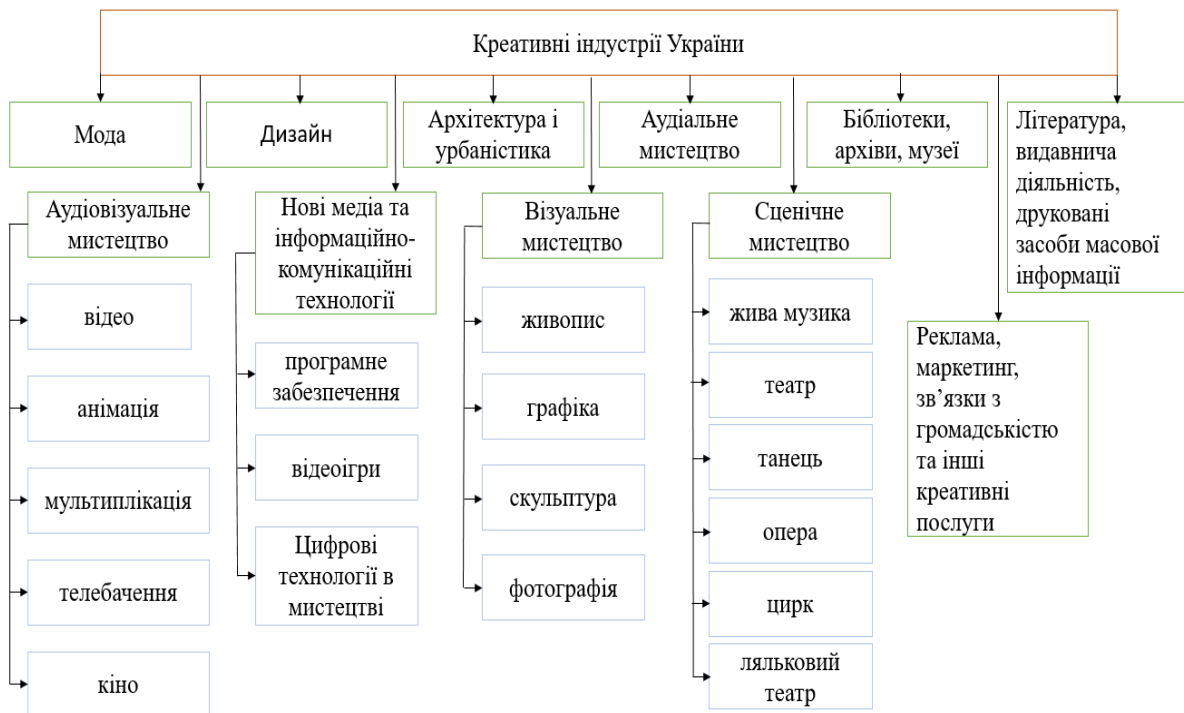 Креативні індустрії України
Мода
Дизайн
Архітектура і
урбаністика
Аудіальне
мистецтво
Бібліотеки,
архіви, музеї
Література,
видавнича
діяльність,
друковані
засоби масової
інформації
Аудіовізуальне
мистецтво
Нові медіа та
інформаційно-
комунікаційні
технології
Візуальне
мистецтво
Сценічне
мистецтво
Реклама,
маркетинг,
зв’язки з
громадськістю
та інші
креативні
послуги
відео
анімація
мультиплікація
телебачення
кіно
програмне
забезпечення
відеоігри
Цифрові
технології в
мистецтві
живопис
графіка
скульптура
фотографія
жива музика
театр
танець
опера
цирк
ляльковий
театр